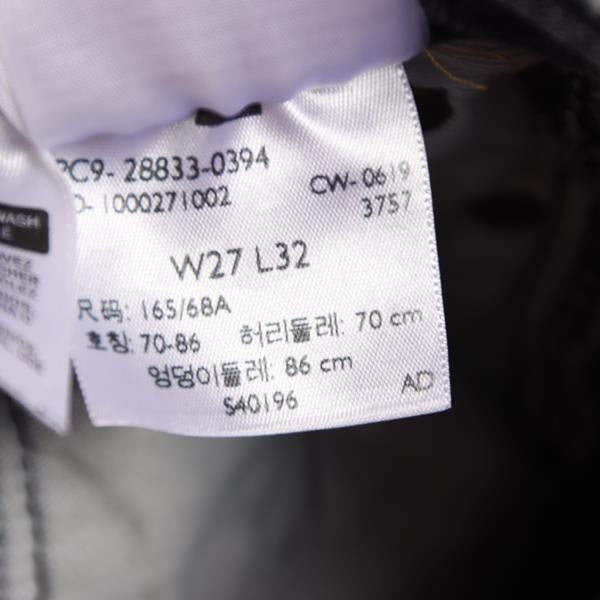 PC9- 28833-0394
CW-0619
D- 1000271002
3757
W27 L32
尺码: 165/68A
호칭: 70-86 허리둘레: 70 cm
엉덩이둘레: 86 cm
S40196
AD
WASH